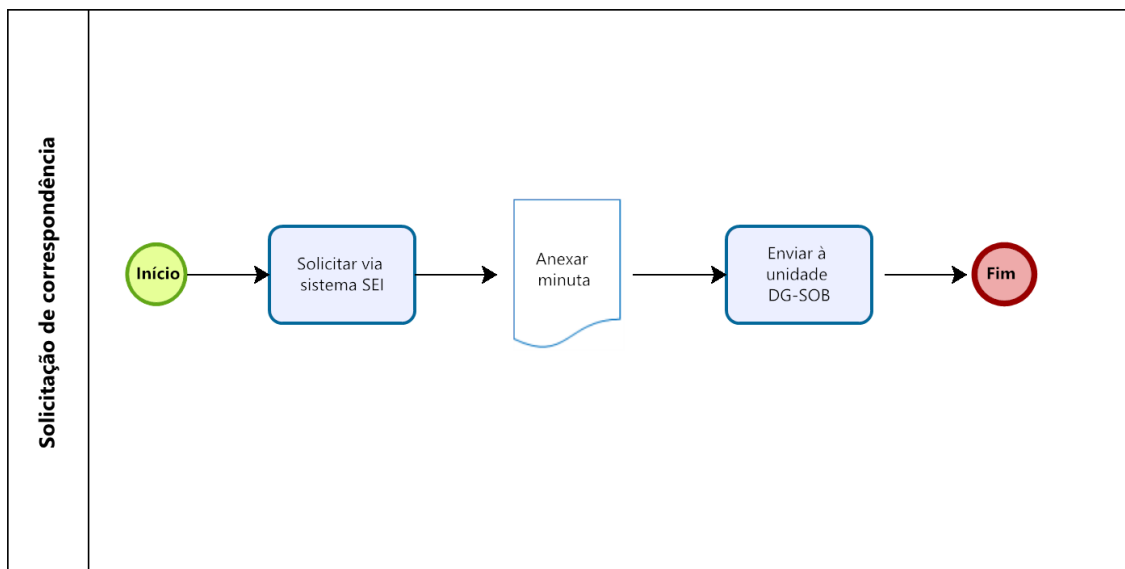 Solicitação de correspondência
Início
Solicitar via
sistema SEI
Anexar
minuta
Enviar à
unidade
DG-SOB
Fim